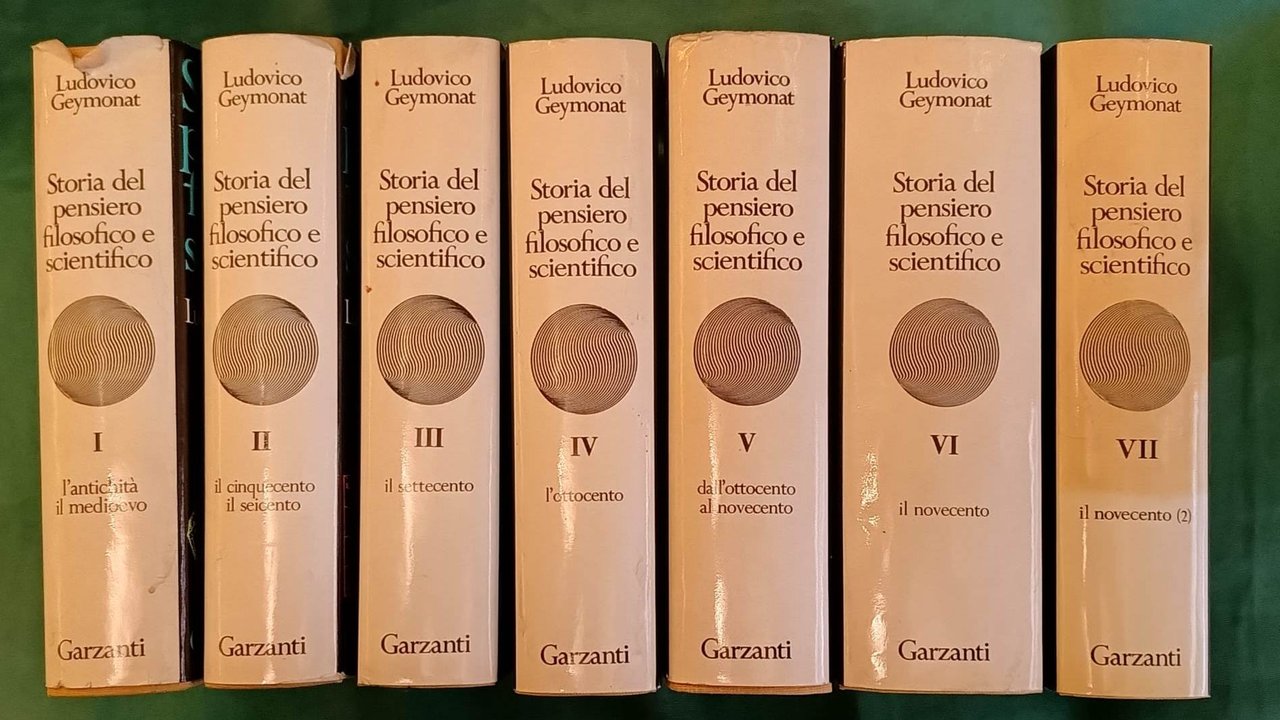 Ludovico
Geymonat
Storia del
pensiero
filosofico e
scientifico
I
l'antichità
il medioevo
Garzanti
Ludovico
Geymonat
Storia del
pensiero
filosofico e
scientifico
II
il cinquecento
il seicento
Garzanti
Ludovico
Geymonat
Storia del
pensiero
filosofico e
scientifico
III
il settecento
Garzanti
Ludovico
Geymonat
Storia del
pensiero
filosofico e
scientifico
IV
l'ottocento
Garzanti
Ludovico
Geymonat
Storia del
pensiero
filosofico e
scientifico
V
dall'ottocento
al novecento
Garzanti
Ludovico
Geymonat
Storia del
pensiero
filosofico e
scientifico
VI
il novecento
Garzanti
Ludovico
Geymonat
Storia del
pensiero
filosofico e
scientifico
VII
il novecento (2)
Garzanti